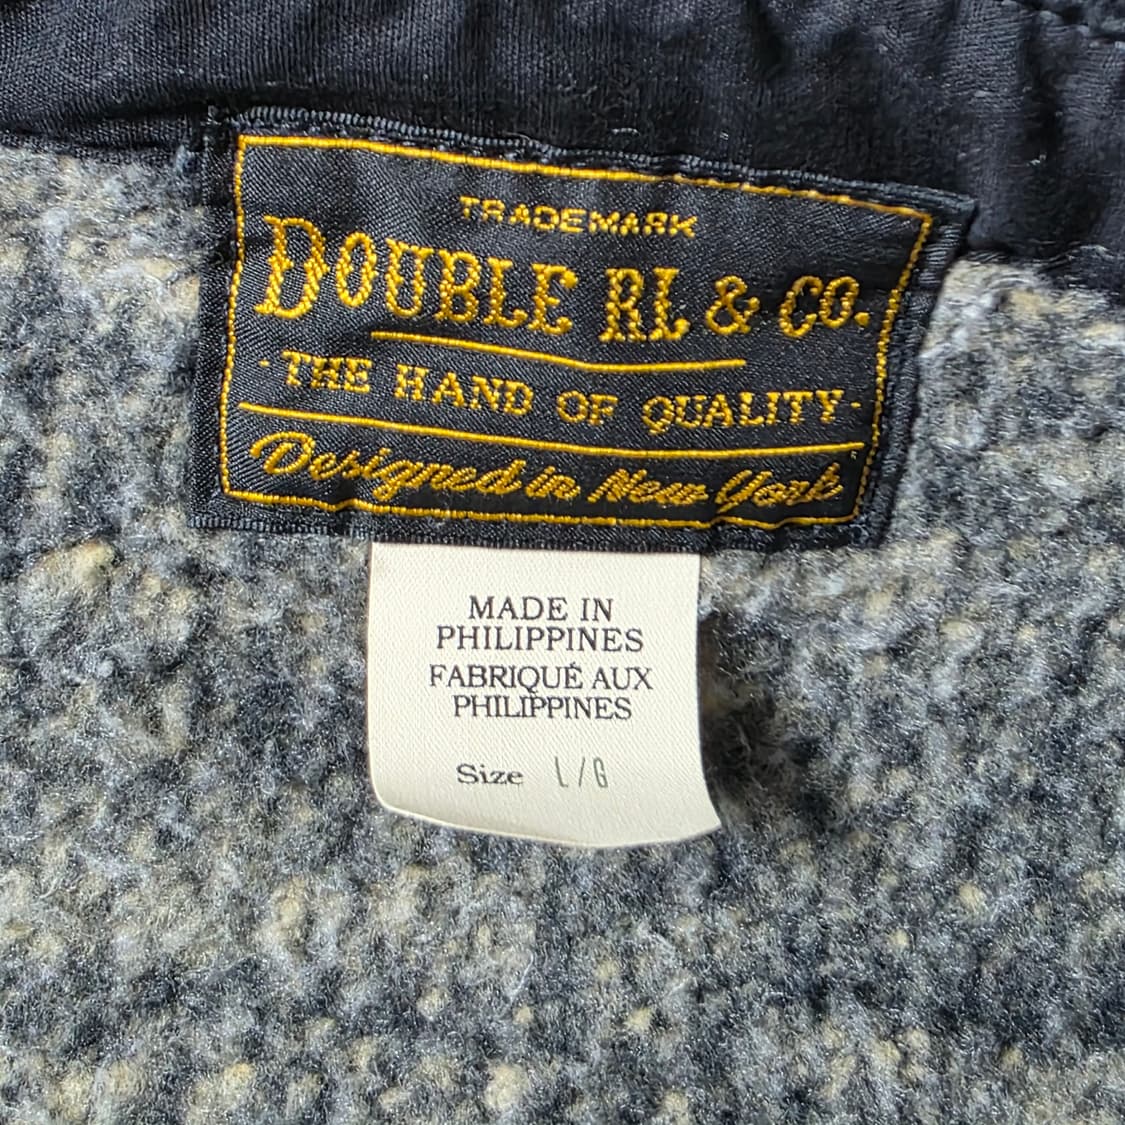 TRADEMARK
DOUBLE RL & CO.
· THE HAND OF QUALITY ·
Designed in New York
MADE IN
PHILIPPINES
FABRIQUÉ AUX
PHILIPPINES
Size L/G